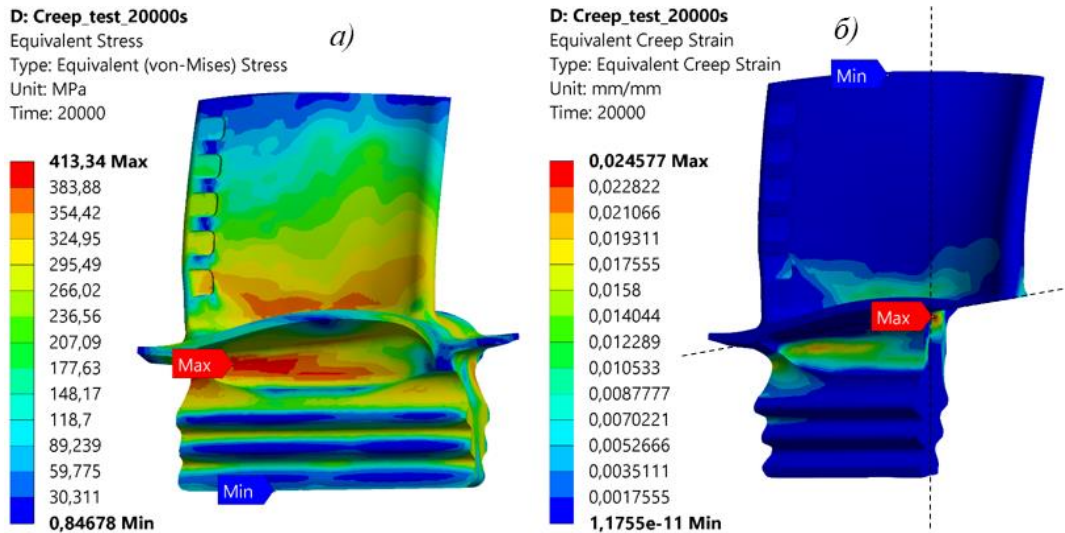 D: Creep_test_20000s
Equivalent Stress
Type: Equivalent (von-Mises) Stress
Unit: MPa
Time: 20000
а)
413,34 Max
383,88
354,42
324,95
295,49
266,02
236,56
207,09
177,63
148,17
118,7
89,239
59,775
30,311
0,84678 Min
Max
Min
D: Creep_test_20000s
Equivalent Creep Strain
Type: Equivalent Creep Strain
Unit: mm/mm
Time: 20000
б)
0,024577 Max
0,022822
0,021066
0,019311
0,017555
0,0158
0,014044
0,012289
0,010533
0,0087777
0,0070221
0,0052666
0,0035111
0,0017555
1,1755e-11 Min
Min
Max